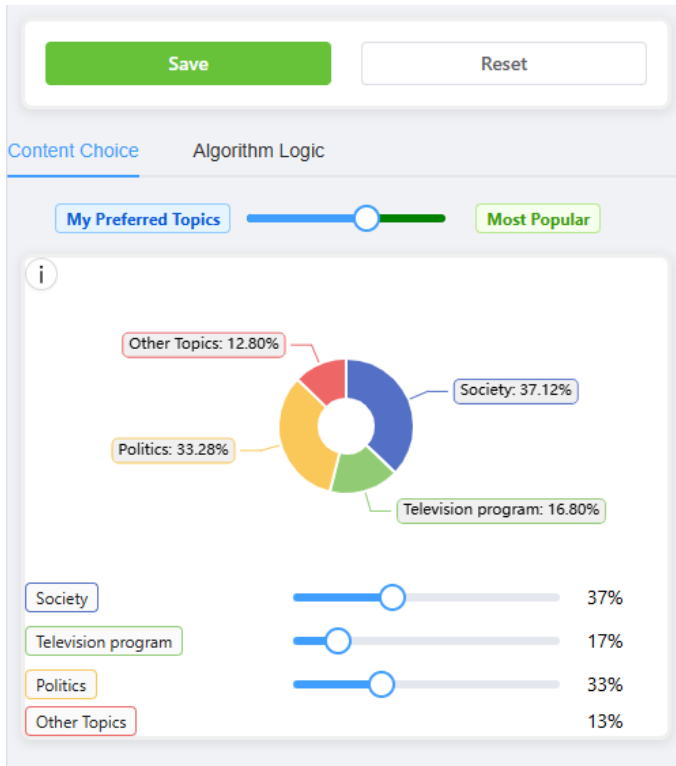 Save Reset
Content Choice Algorithm Logic
My Preferred Topics Most Popular
i
Other Topics: 12.80%
Society: 37.12%
Politics: 33.28%
Television program: 16.80%
Society 37%
Television program 17%
Politics 33%
Other Topics 13%